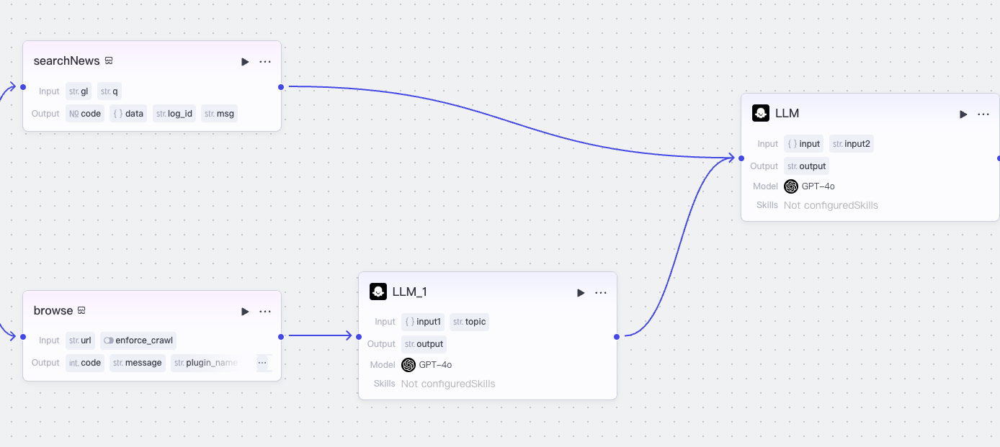 searchNews
Input str. gl str. q
Output № code { } data str. log_id str. msg
LLM
Input { } input str. input2
Output str. output
Model GPT-4o
Skills Not configuredSkills
browse
Input str. url enforce_crawl
Output int. code str. message str. plugin_name ...
LLM_1
Input { } input1 str. topic
Output str. output
Model GPT-4o
Skills Not configuredSkills